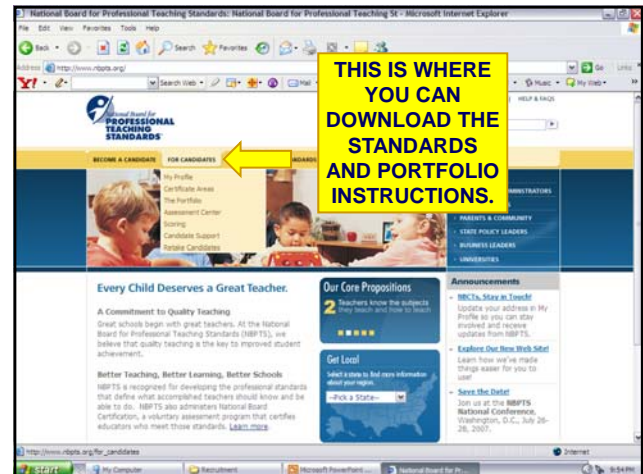 National Board for Professional Teaching Standards: National Board for Professional Teaching St - Microsoft Internet Explorer
File Edit View Favorites Tools Help
Back Search Favorites
Address http://www.nbpts.org/ Go Links
Y! Search Web Mail Music My Web
THIS IS WHERE
YOU CAN
DOWNLOAD THE
STANDARDS
AND PORTFOLIO
INSTRUCTIONS.
HELP & FAQS
National Board for
PROFESSIONAL
TEACHING
STANDARDS
BECOME A CANDIDATE FOR CANDIDATES
My Profile
Certificate Areas
The Portfolio
Assessment Center
Scoring
Candidate Support
Retake Candidates
PARENTS & COMMUNITY
STATE POLICY LEADERS
BUSINESS LEADERS
UNIVERSITIES
Every Child Deserves a Great Teacher.
A Commitment to Quality Teaching
Great schools begin with great teachers. At the National
Board for Professional Teaching Standards (NBPTS), we
believe that quality teaching is the key to improved student
achievement.
Better Teaching, Better Learning, Better Schools
NBPTS is recognized for developing the professional standards
that define what accomplished teachers should know and be
able to do. NBPTS also administers National Board
Certification, a voluntary assessment program that certifies
educators who meet those standards. Learn more.
Our Core Propositions
2 Teachers know the subjects
they teach and how to teach
Get Local
Select a state to find more information
about your region.
--Pick a State--
Announcements
NBCTs, Stay in Touch!
Update your address in My
Profile so you can stay
involved and receive
updates from NBPTS.
Explore Our New Web Site!
Learn how we've made
things easier for you to
use!
Save the Date!
Join us at the NBPTS
National Conference,
Washington, D.C., July 26-
28, 2007.
http://www.nbpts.org/for_candidates Internet
start My Computer Recruitment Microsoft PowerPoint ... National Board for Pr... 9:54 PM